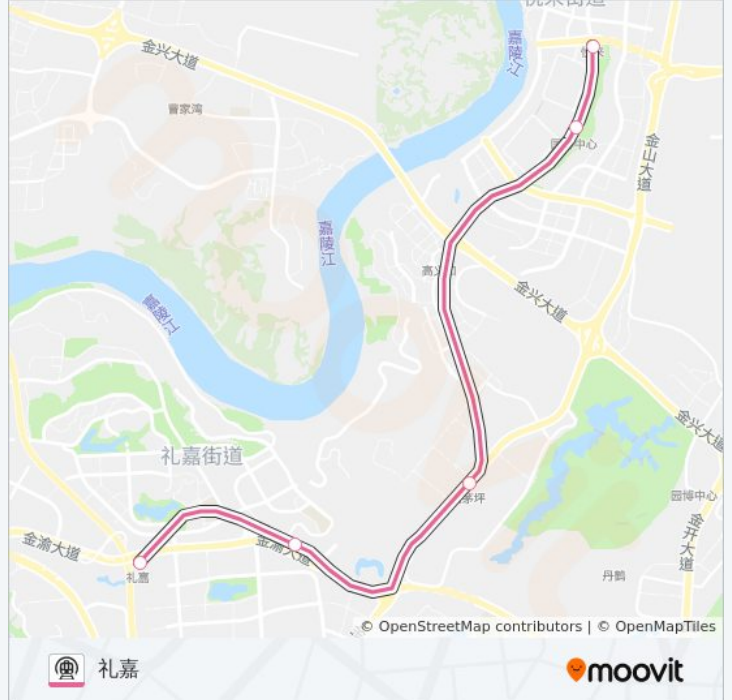 悦来街道
嘉陵江
金兴大道
曹家湾
金山大道
嘉陵江
金兴大道
嘉陵江
礼嘉街道
金兴大道
园博中心
金渝大道
金渝大道
金开大道
礼嘉
丹鹤
© OpenStreetMap contributors | © OpenMapTiles
礼嘉
moovit